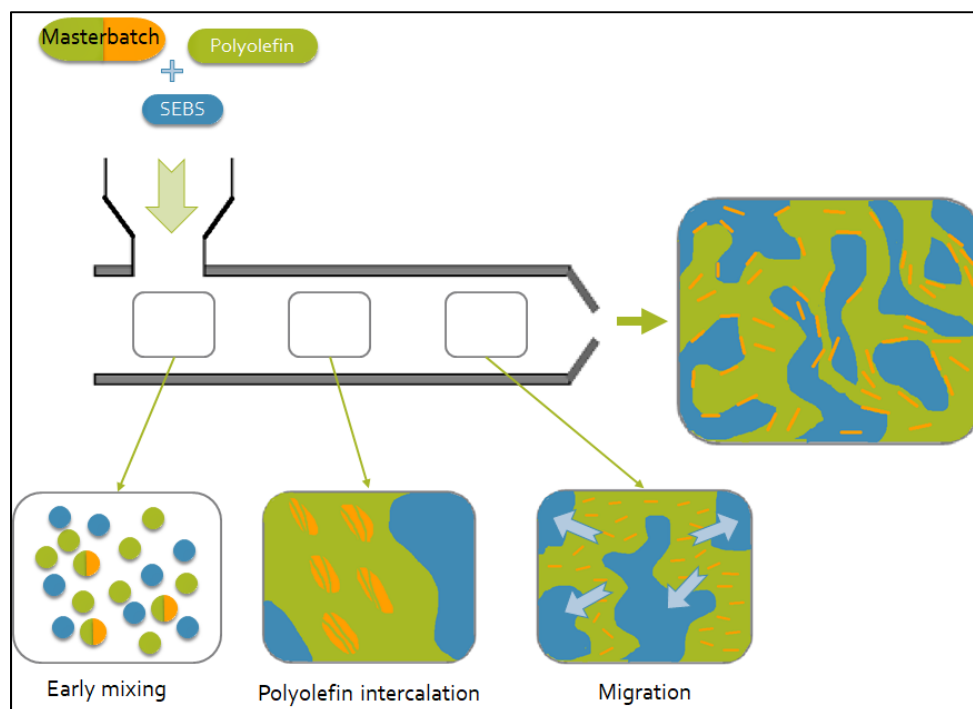 Masterbatch
Polyolefin
SEBS
Early mixing
Polyolefin intercalation
Migration